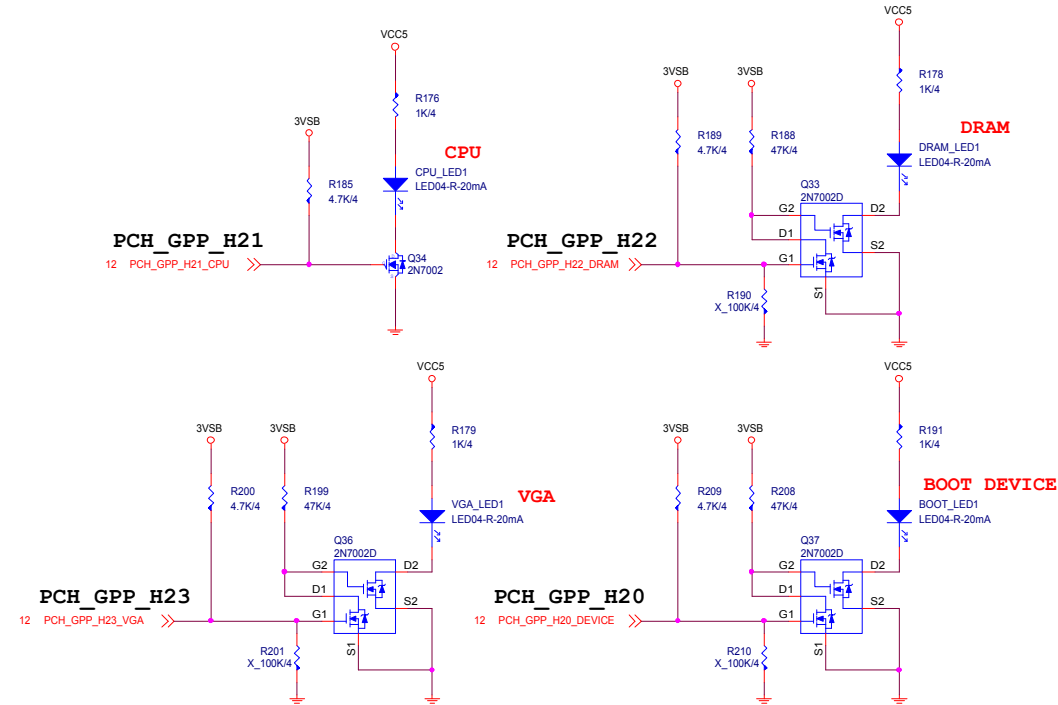 VCC5
R176
1K/4
3VSB
CPU
R185
4.7K/4
CPU_LED1
LED04-R-20mA
PCH_GPP_H21
12 PCH_GPP_H21_CPU
Q34
2N7002
VCC5
R178
1K/4
3VSB
3VSB
DRAM
R189
4.7K/4
R188
47K/4
DRAM_LED1
LED04-R-20mA
Q33
2N7002D
G2
D2
D1
S2
G1
S1
PCH_GPP_H22
12 PCH_GPP_H22_DRAM
R190
X_100K/4
VCC5
R179
1K/4
3VSB
3VSB
VGA
R200
4.7K/4
R199
47K/4
VGA_LED1
LED04-R-20mA
Q36
2N7002D
G2
D2
D1
S2
G1
S1
PCH_GPP_H23
12 PCH_GPP_H23_VGA
R201
X_100K/4
VCC5
R191
1K/4
3VSB
3VSB
BOOT DEVICE
R209
4.7K/4
R208
47K/4
BOOT_LED1
LED04-R-20mA
Q37
2N7002D
G2
D2
D1
S2
G1
S1
PCH_GPP_H20
12 PCH_GPP_H20_DEVICE
R210
X_100K/4